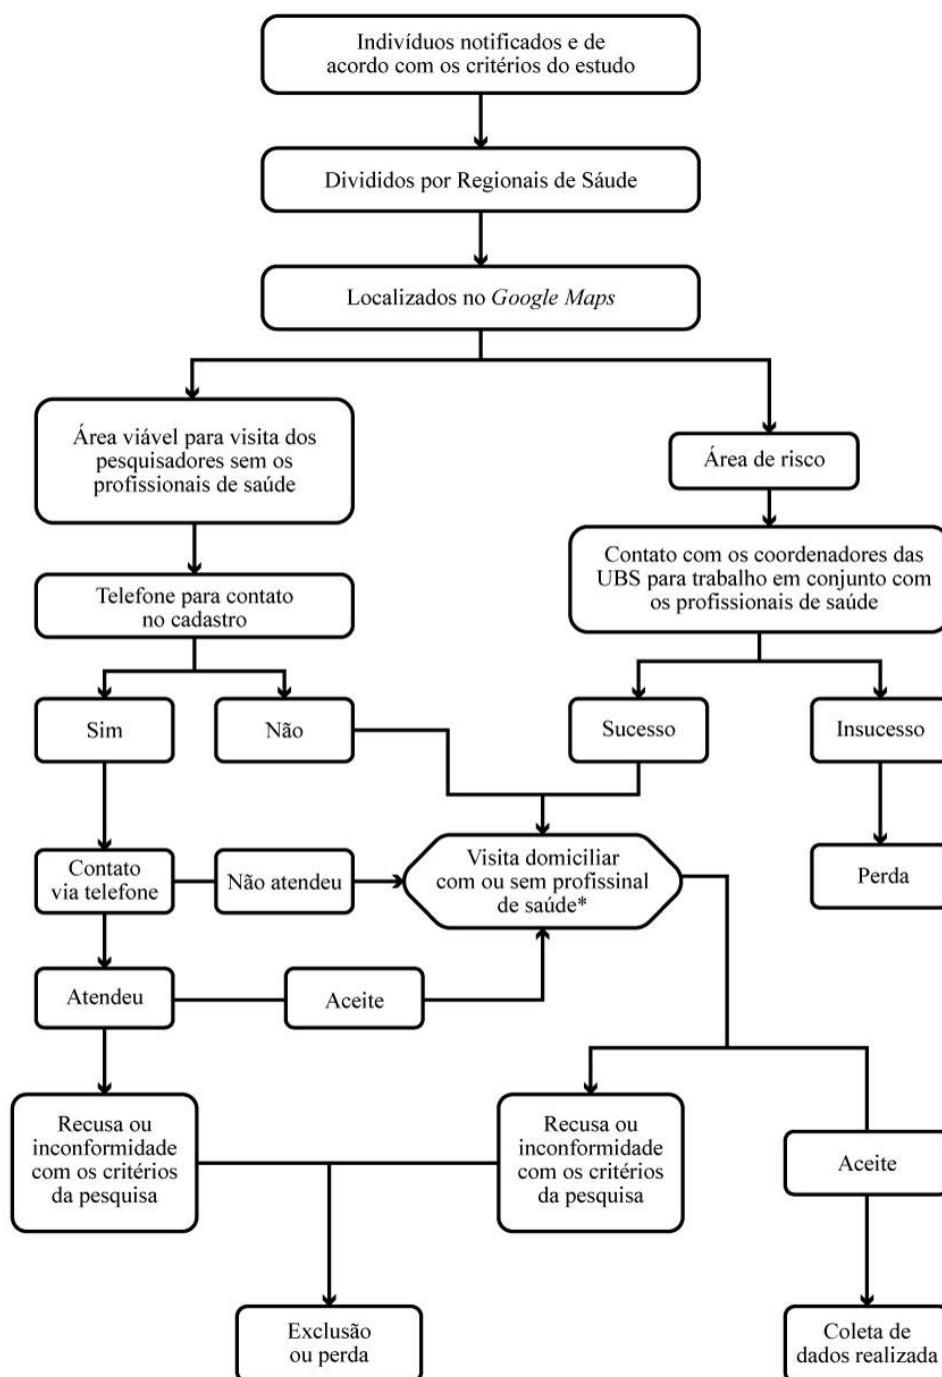 Indivíduos notificados e de
acordo com os critérios do estudo
Divididos por Regionais de Sáude
Localizados no Google Maps
Área viável para visita dos
pesquisadores sem os
profissionais de saúde
Área de risco
Contato com os coordenadores das
UBS para trabalho em conjunto com
os profissionais de saúde
Telefone para contato
no cadastro
Sim
Não
Sucesso
Insucesso
Contato
via telefone
Não atendeu
Visita domiciliar
com ou sem profissinal
de saúde*
Perda
Atendeu
Aceite
Recusa ou
inconformidade
com os critérios
da pesquisa
Recusa ou
inconformidade
com os critérios
da pesquisa
Aceite
Exclusão
ou perda
Coleta de
dados realizada